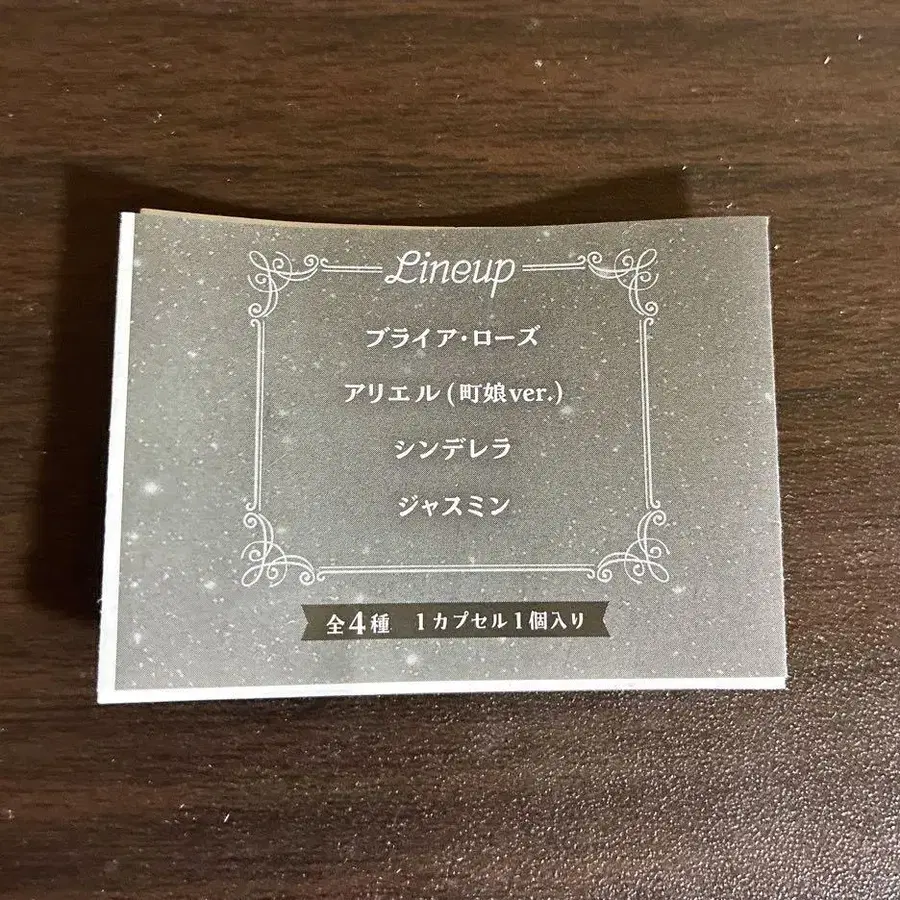 Lineup
ブライア・ローズ
アリエル(町娘ver.)
シンデレラ
ジャスミン
全4種 1カプセル1個入り